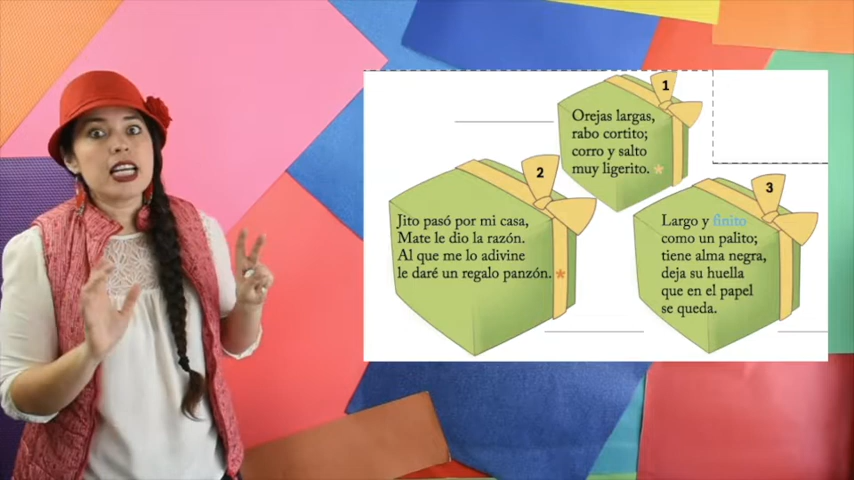 1
Orejas largas,
rabo cortito;
corro y salto
muy ligerito. *
2
Jito pasó por mi casa,
Mate le dio la razón.
Al que me lo adivine
le daré un regalo panzón. *
3
Largo y finito
como un palito;
tiene alma negra,
deja su huella
que en el papel
se queda.